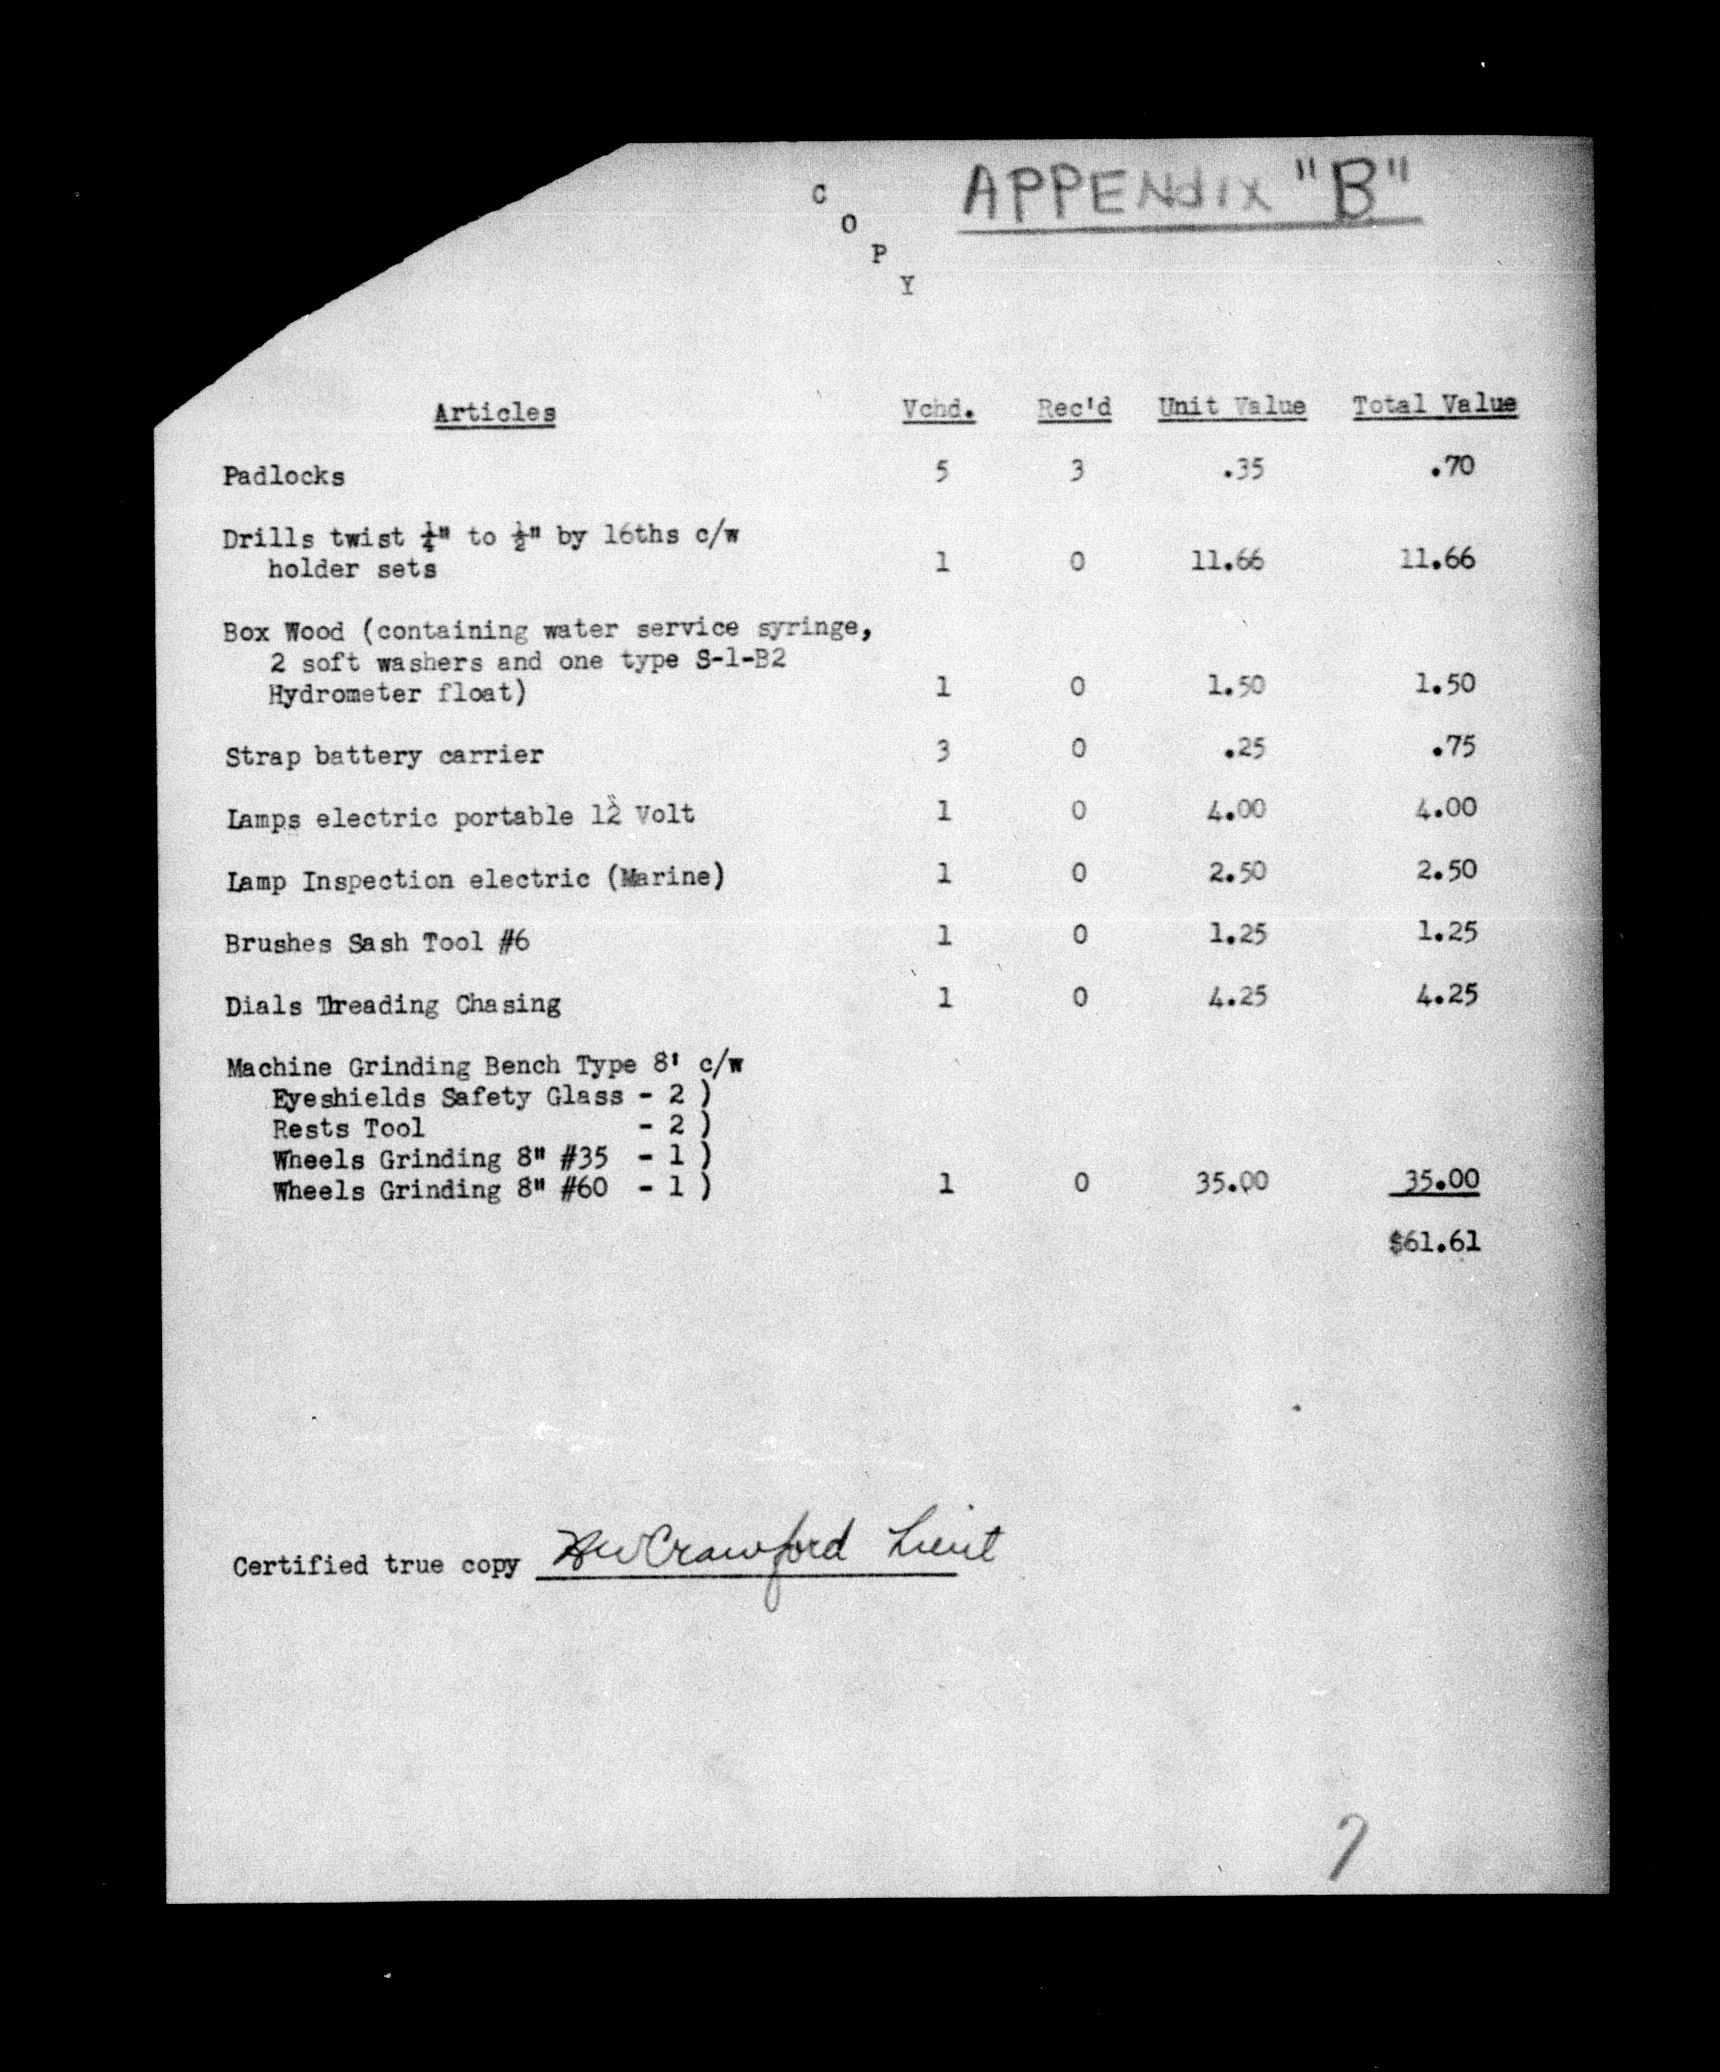 C
O
P
Y
APPENdix "B"
Articles Vchd. Rec'd Unit Value Total Value
Padlocks 5 3 .35 .70
Drills twist ¼" to ½" by 16ths c/w
holder sets 1 0 11.66 11.66
Box Wood (containing water service syringe,
2 soft washers and one type S-1-B2
Hydrometer float) 1 0 1.50 1.50
Strap battery carrier 3 0 .25 .75
Lamps electric portable 12 Volt 1 0 4.00 4.00
Lamp Inspection electric (Marine) 1 0 2.50 2.50
Brushes Sash Tool #6 1 0 1.25 1.25
Dials Threading Chasing 1 0 4.25 4.25
Machine Grinding Bench Type 8' c/w
Eyeshields Safety Glass - 2 )
Rests Tool - 2 )
Wheels Grinding 8" #35 - 1 )
Wheels Grinding 8" #60 - 1 ) 1 0 35.00 35.00
$61.61
Certified true copy Crawford Lieut
7